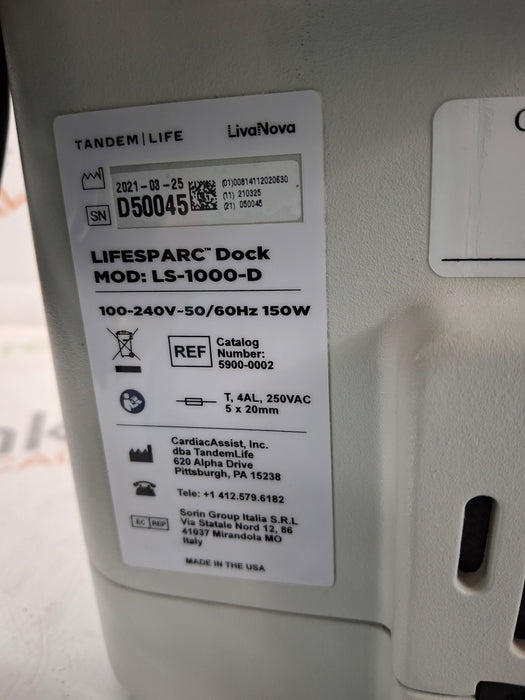 TANDEM|LIFE
LivaNova
2021-03-25
SN D50045
(01)00814112020630
(11) 210325
(21) D50045
LIFESPARC™ Dock
MOD: LS-1000-D
100-240V~50/60Hz 150W
REF
Catalog
Number:
5900-0002
T, 4AL, 250VAC
5 x 20mm
CardiacAssist, Inc.
dba TandemLife
620 Alpha Drive
Pittsburgh, PA 15238
Tele: +1 412.579.6182
EC REP
Sorin Group Italia S.R.L
Via Statale Nord 12, 86
41037 Mirandola MO
Italy
MADE IN THE USA